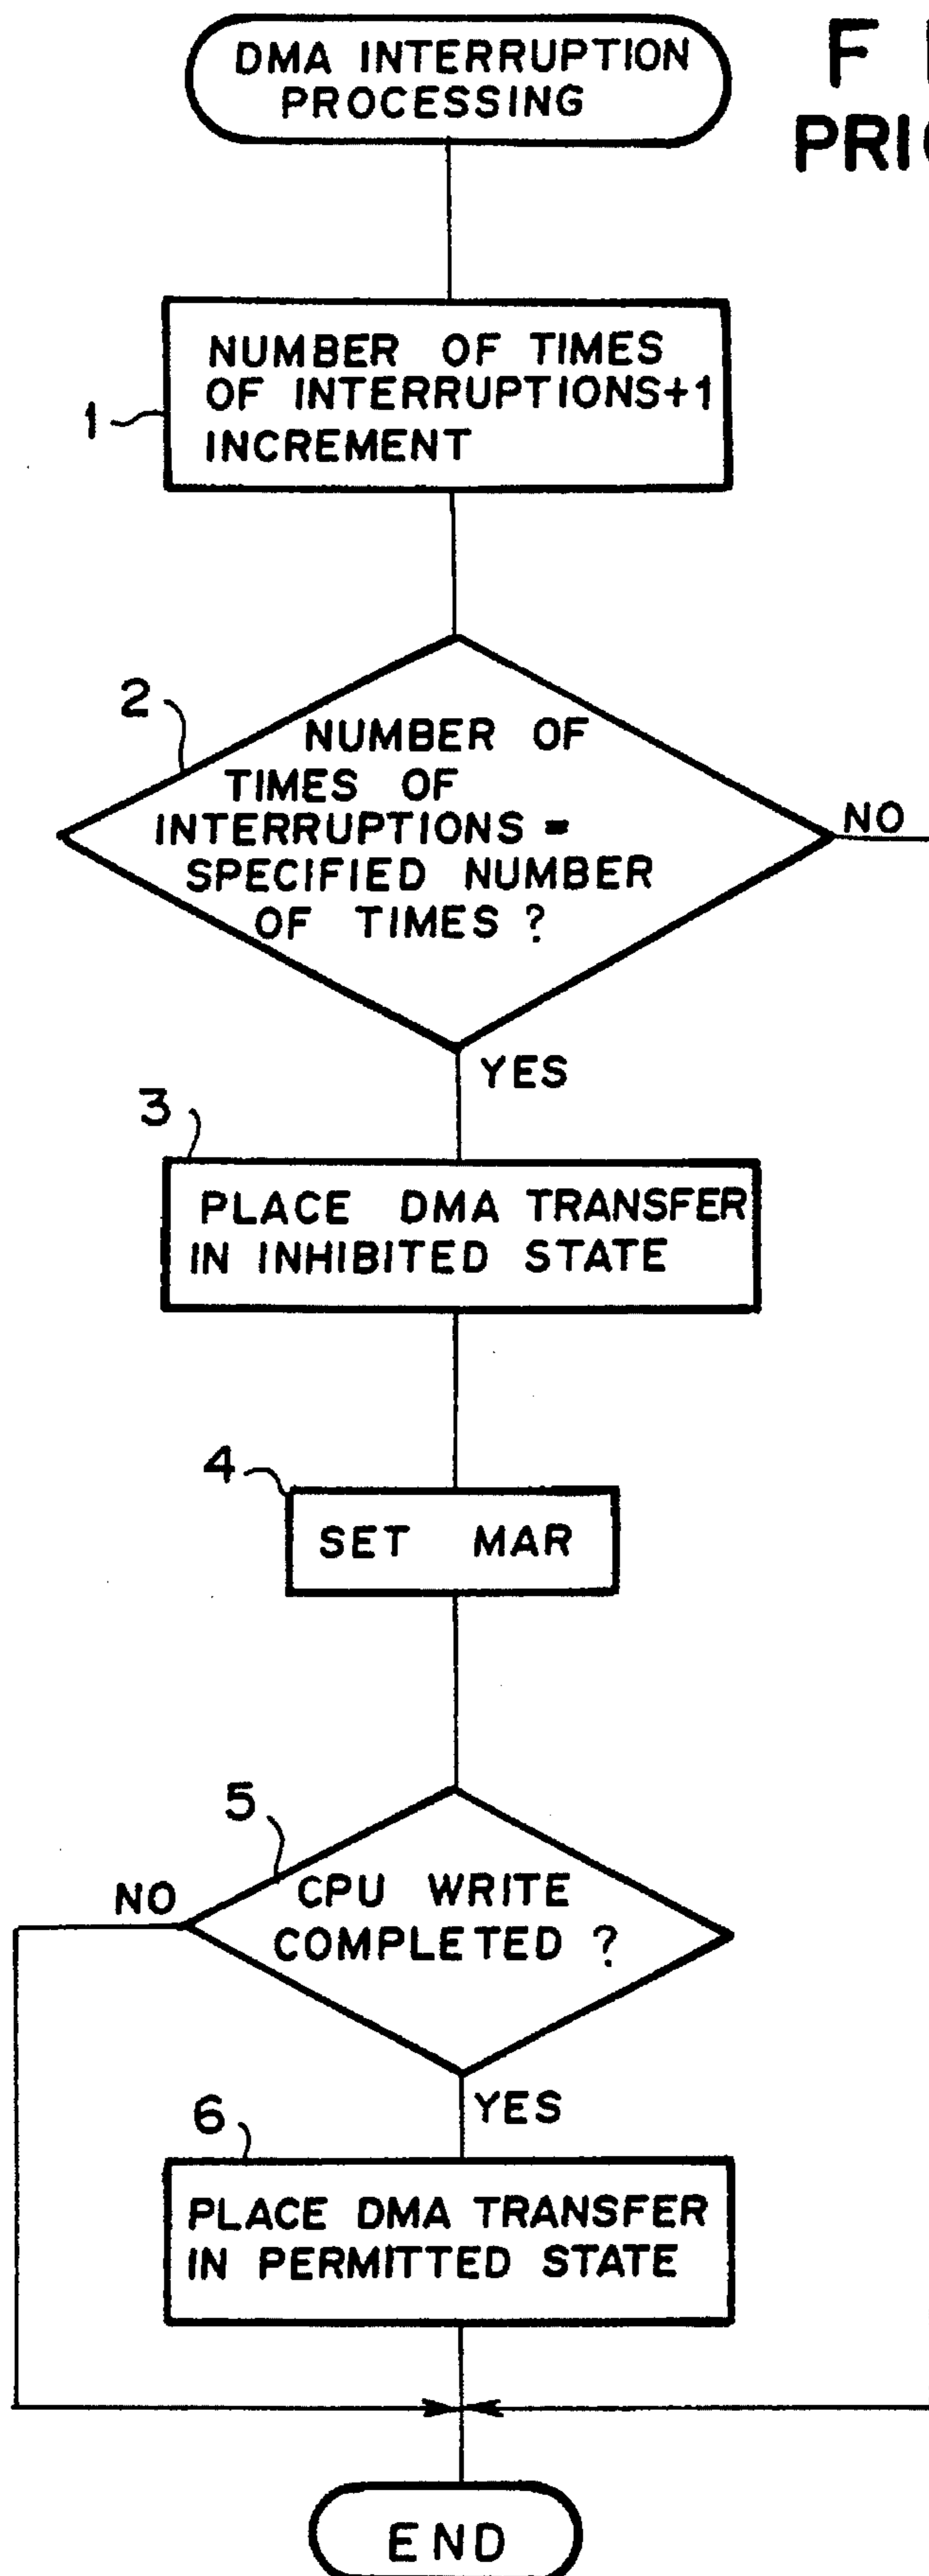 DMA INTERRUPTION
PROCESSING
F
1
NUMBER OF TIMES
OF INTERRUPTIONS+1
INCREMENT
2
NUMBER OF
TIMES OF
INTERRUPTIONS =
SPECIFIED NUMBER
OF TIMES ?
NO
YES
3
PLACE DMA TRANSFER
IN INHIBITED STATE
4
SET MAR
5
CPU WRITE
COMPLETED ?
NO
YES
6
PLACE DMA TRANSFER
IN PERMITTED STATE
END